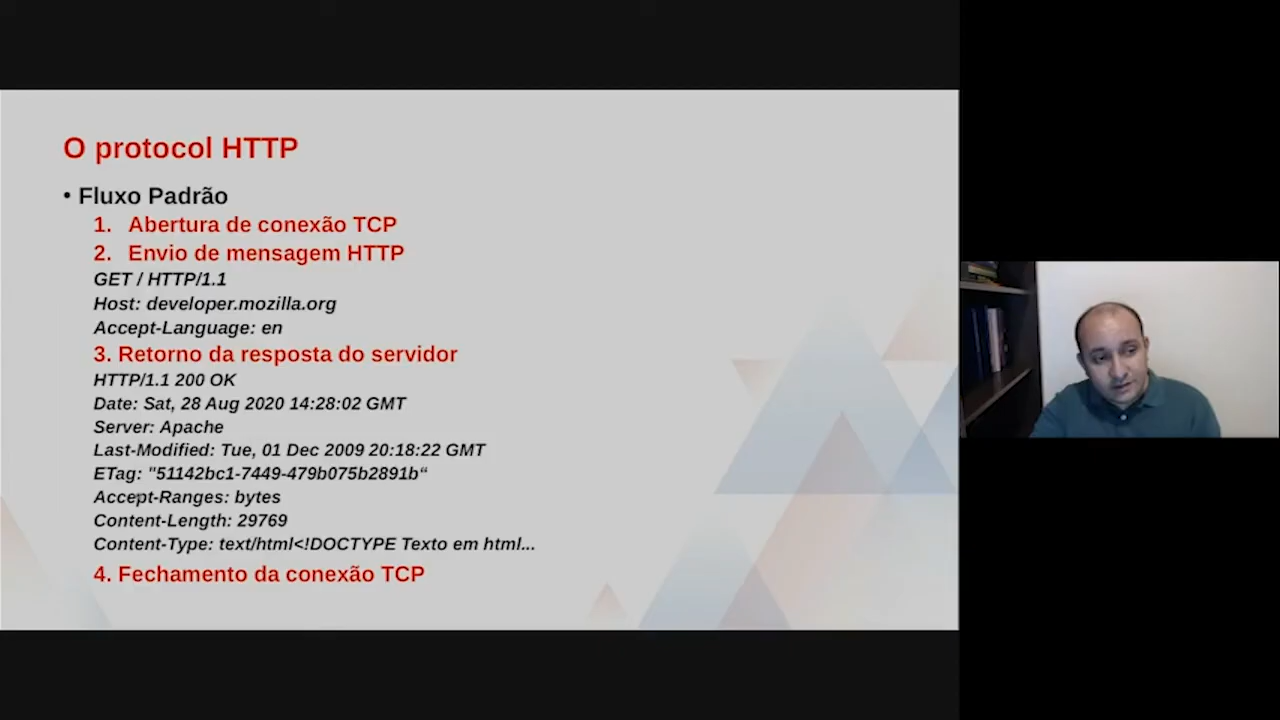 O protocol HTTP
• Fluxo Padrão
1. Abertura de conexão TCP
2. Envio de mensagem HTTP
GET / HTTP/1.1
Host: developer.mozilla.org
Accept-Language: en
3. Retorno da resposta do servidor
HTTP/1.1 200 OK
Date: Sat, 28 Aug 2020 14:28:02 GMT
Server: Apache
Last-Modified: Tue, 01 Dec 2009 20:18:22 GMT
ETag: "51142bc1-7449-479b075b2891b“
Accept-Ranges: bytes
Content-Length: 29769
Content-Type: text/html<!DOCTYPE Texto em html...
4. Fechamento da conexão TCP